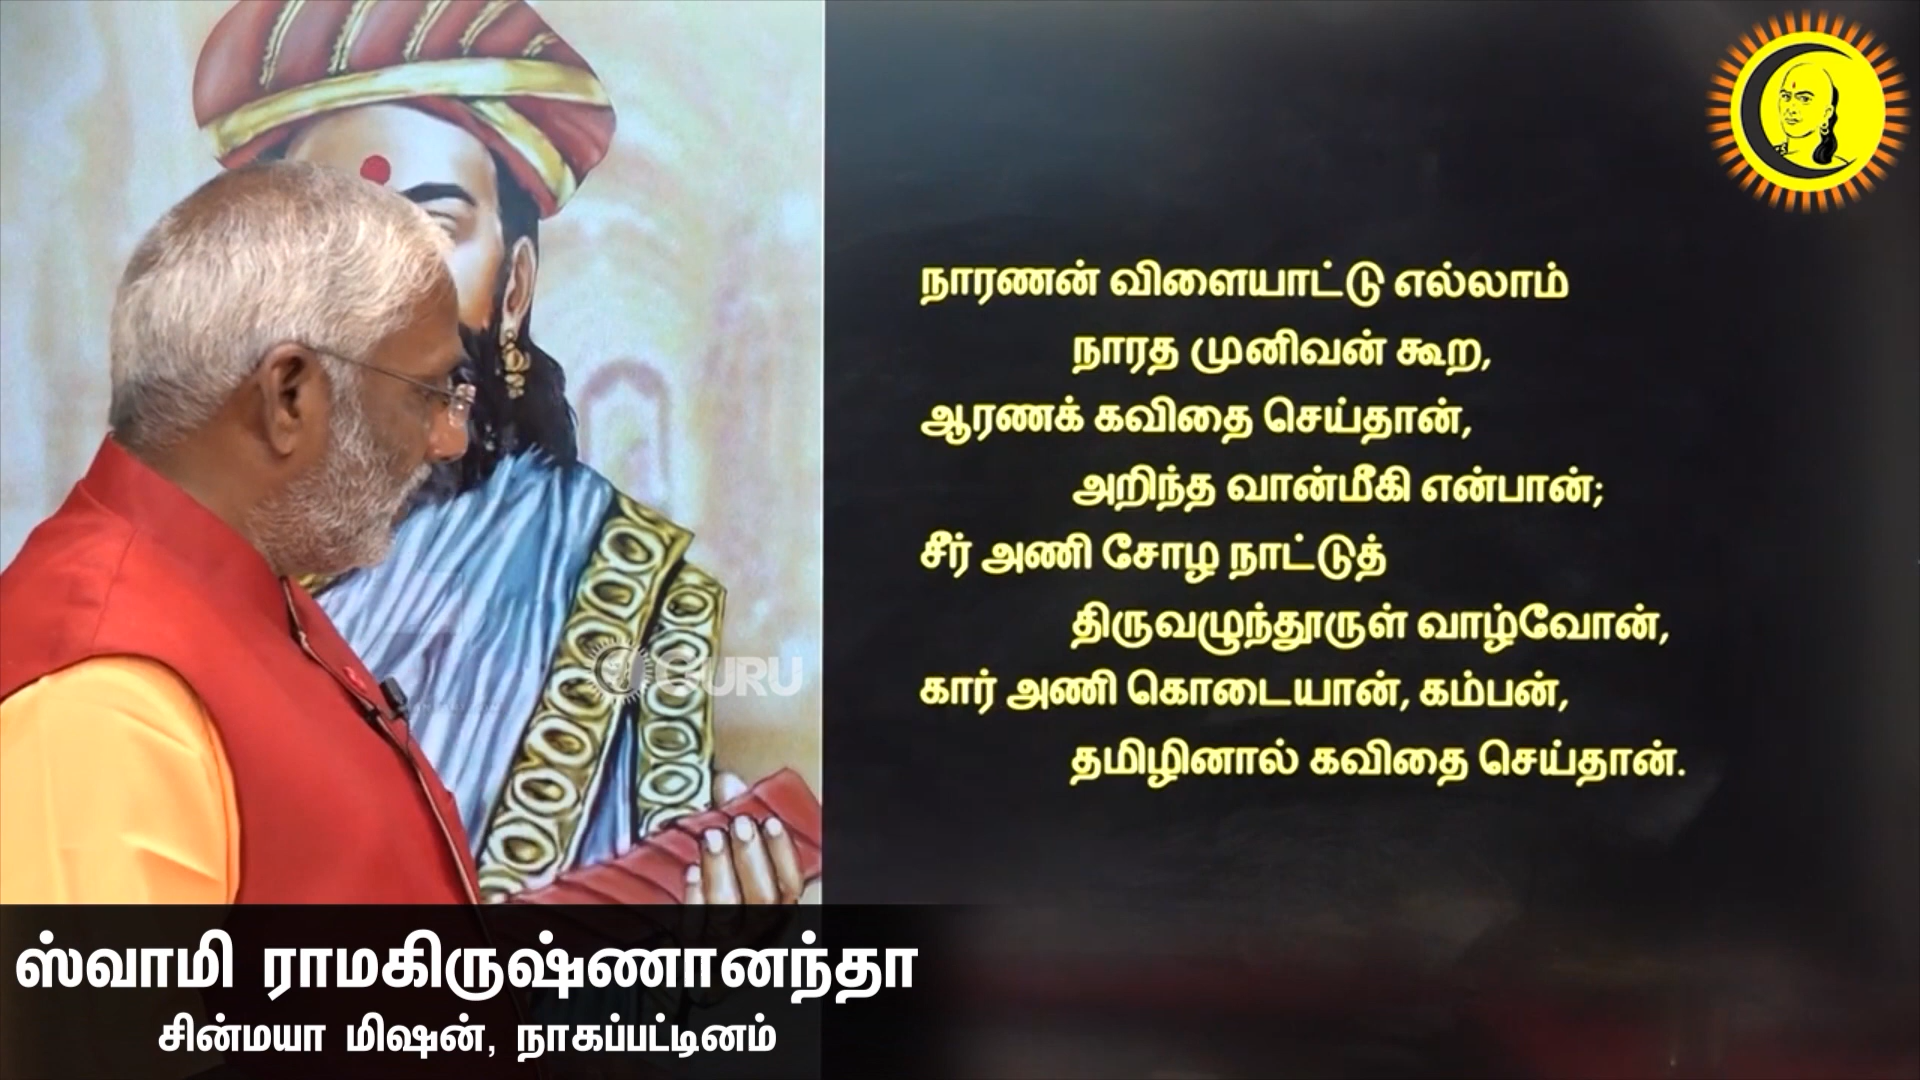 நாரணன் விளையாட்டு எல்லாம்
நாரத முனிவன் கூற,
ஆரணக் கவிதை செய்தான்,
அறிந்த வான்மீகி என்பான்;
சீர் அணி சோழ நாட்டுத்
திருவழுந்தூருள் வாழ்வோன்,
கார் அணி கொடையான், கம்பன்,
தமிழினால் கவிதை செய்தான்.
GURU
ஸ்வாமி ராமகிருஷ்ணானந்தா
சின்மயா மிஷன், நாகப்பட்டினம்